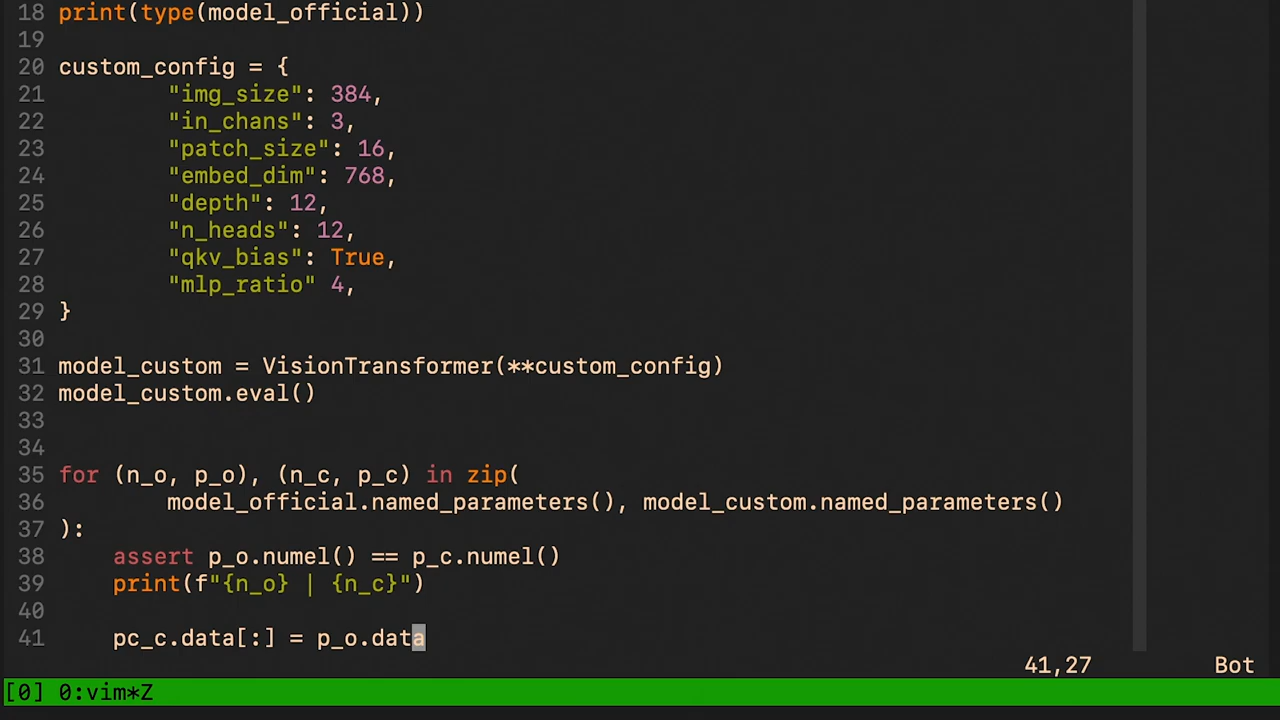 18 print(type(model_official))
19
20 custom_config = {
21         "img_size": 384,
22         "in_chans": 3,
23         "patch_size": 16,
24         "embed_dim": 768,
25         "depth": 12,
26         "n_heads": 12,
27         "qkv_bias": True,
28         "mlp_ratio" 4,
29 }
30
31 model_custom = VisionTransformer(**custom_config)
32 model_custom.eval()
33
34
35 for (n_o, p_o), (n_c, p_c) in zip(
36         model_official.named_parameters(), model_custom.named_parameters()
37 ):
38     assert p_o.numel() == p_c.numel()
39     print(f"{n_o} | {n_c}")
40
41     pc_c.data[:] = p_o.data
41,27 Bot
[0] 0:vim*Z